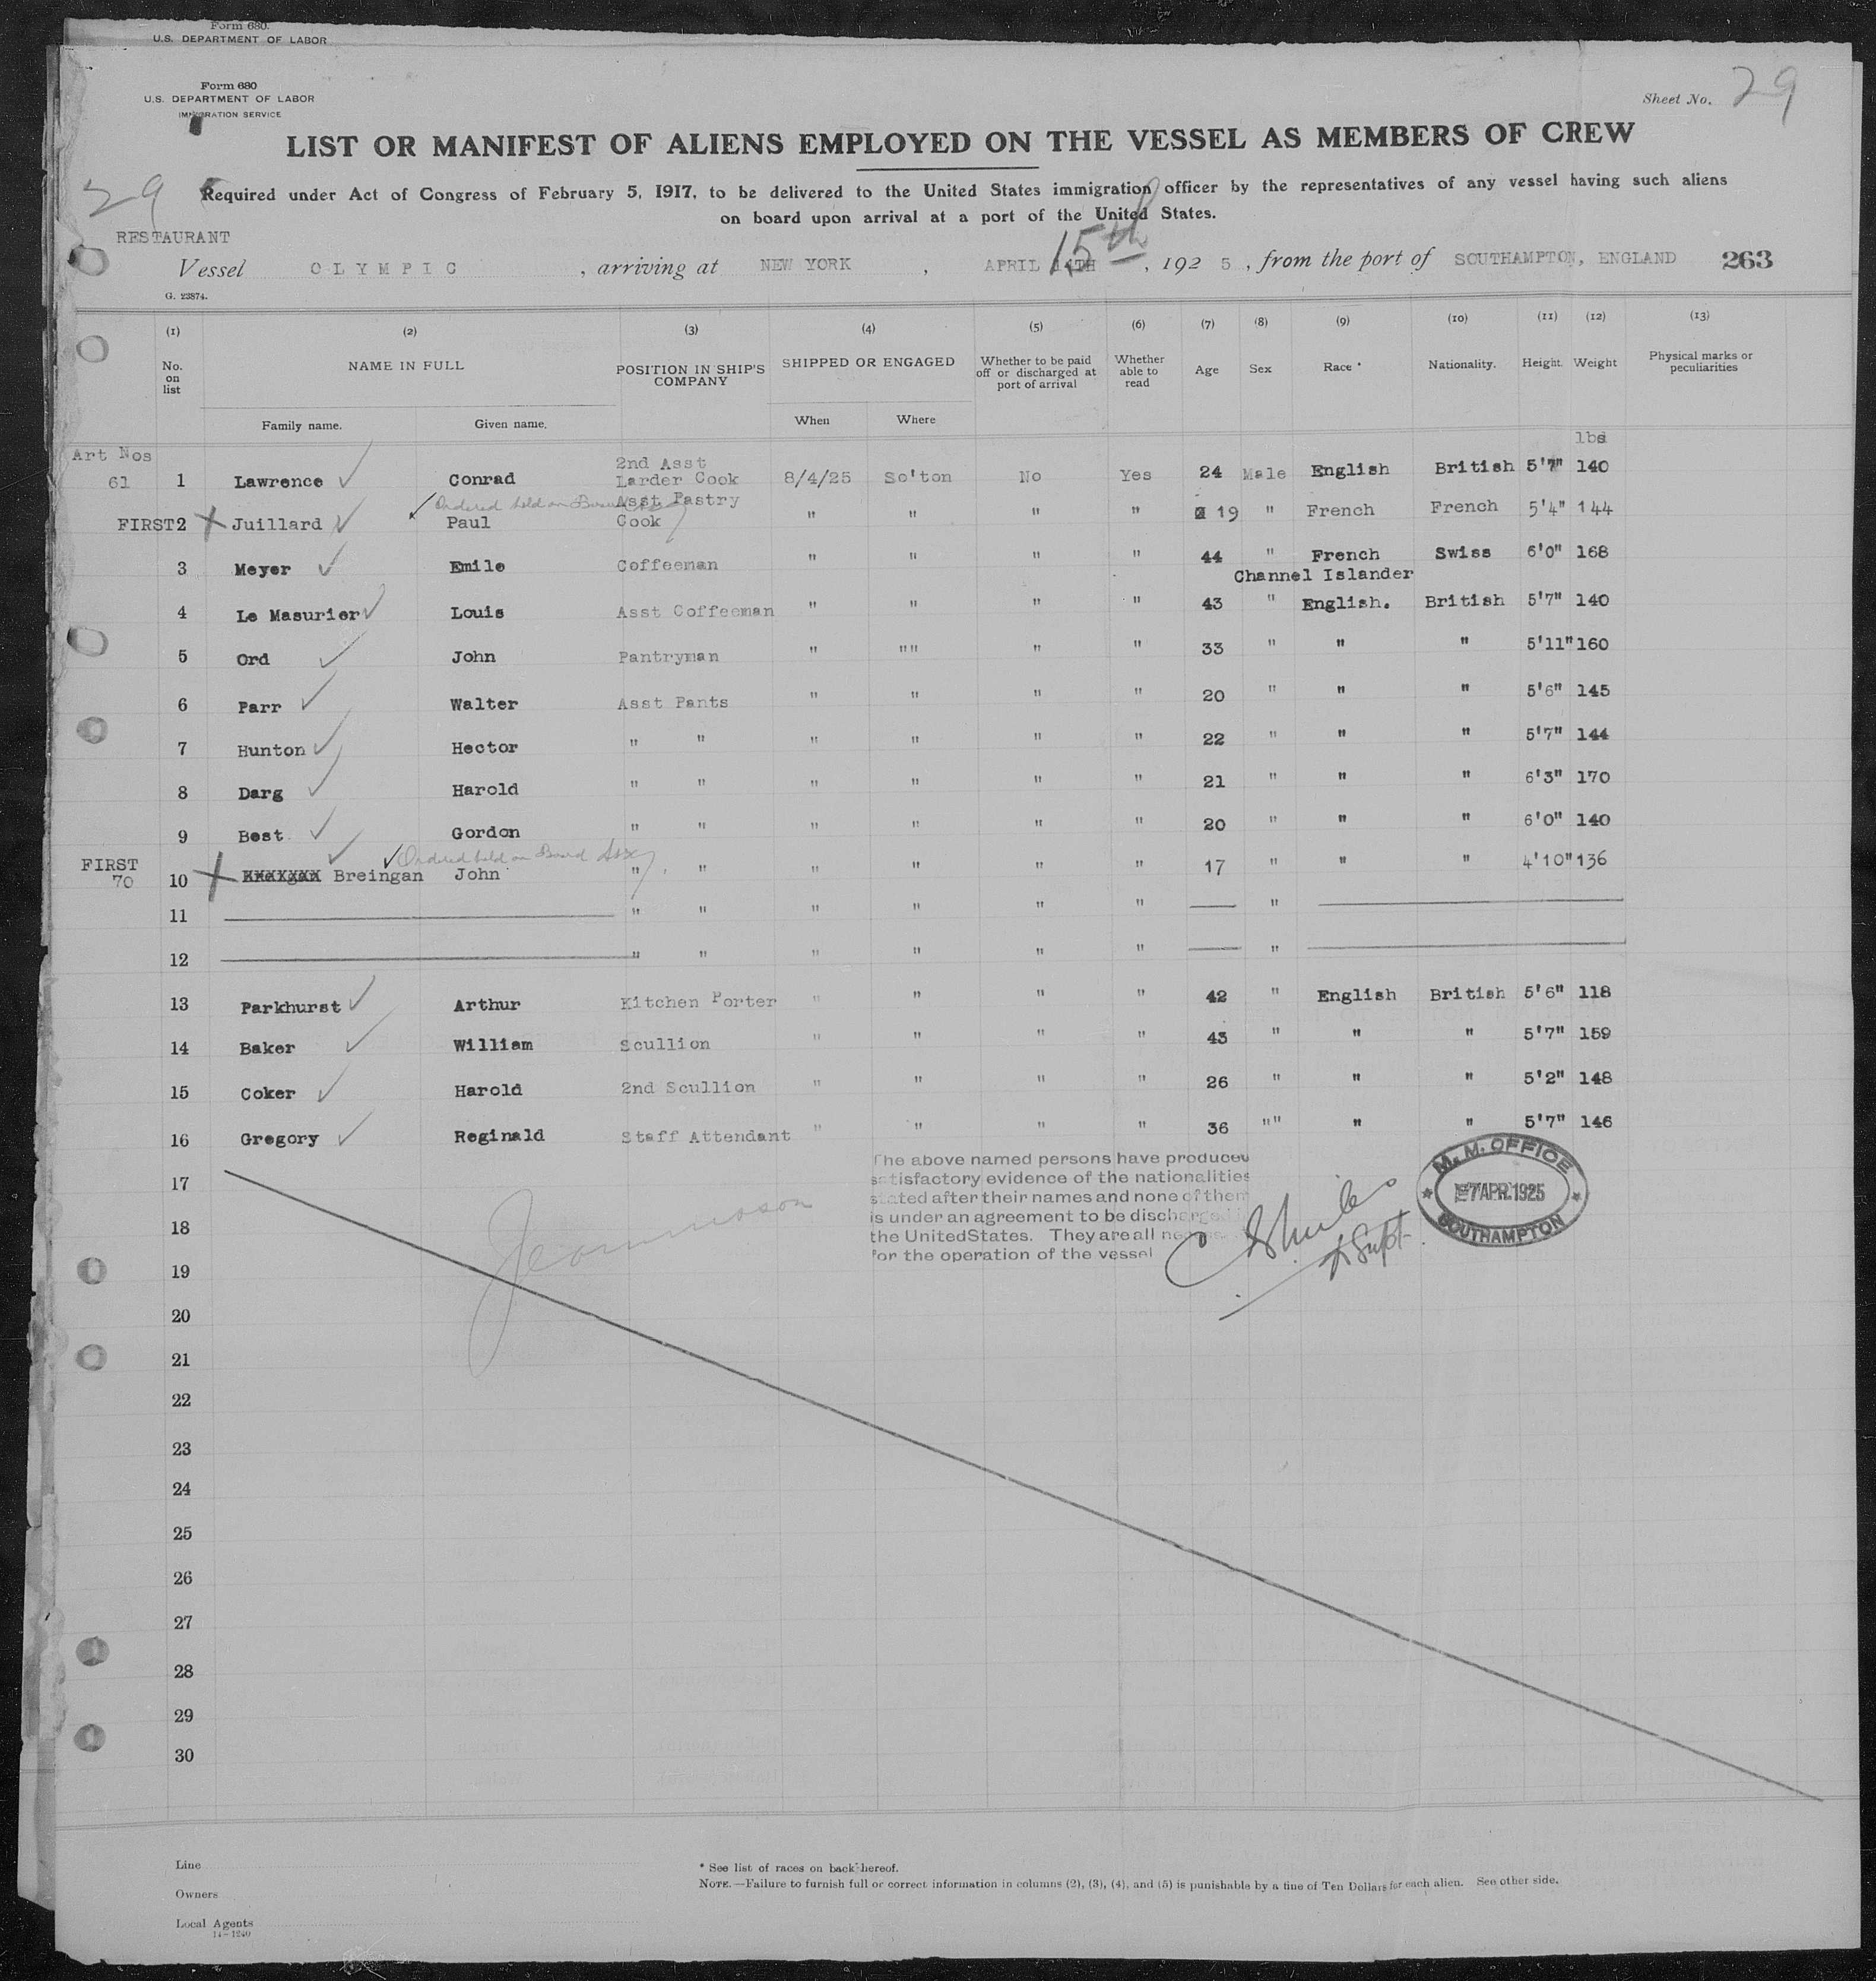 Form 680.
U.S. DEPARTMENT OF LABOR
Form 680
U.S. DEPARTMENT OF LABOR
IMMIGRATION SERVICE
Sheet No. 29
LIST OR MANIFEST OF ALIENS EMPLOYED ON THE VESSEL AS MEMBERS OF CREW
29
Required under Act of Congress of February 5, 1917, to be delivered to the United States immigration officer by the representatives of any vessel having such aliens
on board upon arrival at a port of the United States.
RESTAURANT
15th
Vessel OLYMPIC, arriving at NEW YORK, APRIL 14TH, 1925, from the port of SOUTHAMPTON, ENGLAND 263
G. 23874.
(1) (2) (3) (4) (5) (6) (7) (8) (9) (10) (11) (12) (13)
No. on list NAME IN FULL POSITION IN SHIP'S COMPANY SHIPPED OR ENGAGED Whether to be paid off or discharged at port of arrival Whether able to read Age Sex Race * Nationality. Height. Weight Physical marks or peculiarities
Family name. Given name. When Where
lbs
Art Nos
61 1 Lawrence Conrad 2nd Asst Larder Cook 8/4/25 So'ton No Yes 24 Male English British 5'7" 140
Ordered held on Board
FIRST 2 Juillard Paul Asst Pastry Cook " " " " 19 " French French 5'4" 144
3 Meyer Emile Coffeeman " " " " 44 " French Swiss 6'0" 168
Channel Islander
4 Le Masurier Louis Asst Coffeeman " " " " 43 " English. British 5'7" 140
5 Ord John Pantryman " "" " " 33 " " " 5'11" 160
6 Parr Walter Asst Pants " " " " 20 " " " 5'6" 145
7 Hunton Hector " " " " " " 22 " " " 5'7" 144
8 Darg Harold " " " " " " 21 " " " 6'3" 170
9 Best Gordon " " " " " " 20 " " " 6'0" 140
Ordered held on Board
FIRST
70 10 Breingan John " " " " " " 17 " " " 4'10" 136
11 " " " " " " "
12 " " " " " " "
13 Parkhurst Arthur Kitchen Porter " " " " 42 " English British 5'6" 118
14 Baker William Scullion " " " " 43 " " " 5'7" 159
15 Coker Harold 2nd Scullion " " " " 26 " " " 5'2" 148
16 Gregory Reginald Staff Attendant " " " " 36 "" " " 5'7" 146
The above named persons have produced
satisfactory evidence of the nationalities
stated after their names and none of them
is under an agreement to be discharged
the United States. They are all
for the operation of the vessel
Supt
M.M. OFFICE
7 APR. 1925
SOUTHAMPTON
17
18
19
20
21
22
23
24
25
26
27
28
29
30
Line
Owners
Local Agents
14-1240
* See list of races on back hereof.
NOTE.—Failure to furnish full or correct information in columns (2), (3), (4), and (5) is punishable by a fine of Ten Dollars for each alien. See other side.